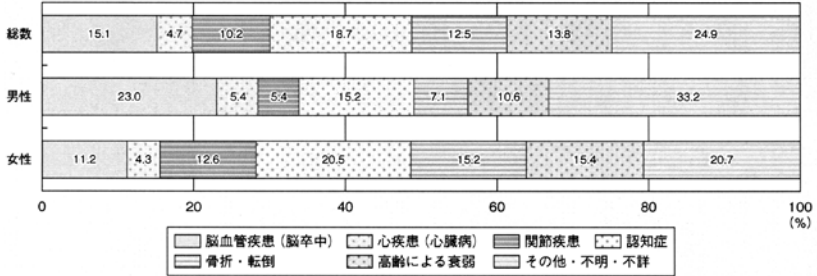 総数 15.1 4.7 10.2 18.7 12.5 13.8 24.9
男性 23.0 5.4 5.4 15.2 7.1 10.6 33.2
女性 11.2 4.3 12.6 20.5 15.2 15.4 20.7
0 20 40 60 80 100
(%)
脳血管疾患(脳卒中) 心疾患(心臓病) 関節疾患 認知症
骨折・転倒 高齢による衰弱 その他・不明・不詳